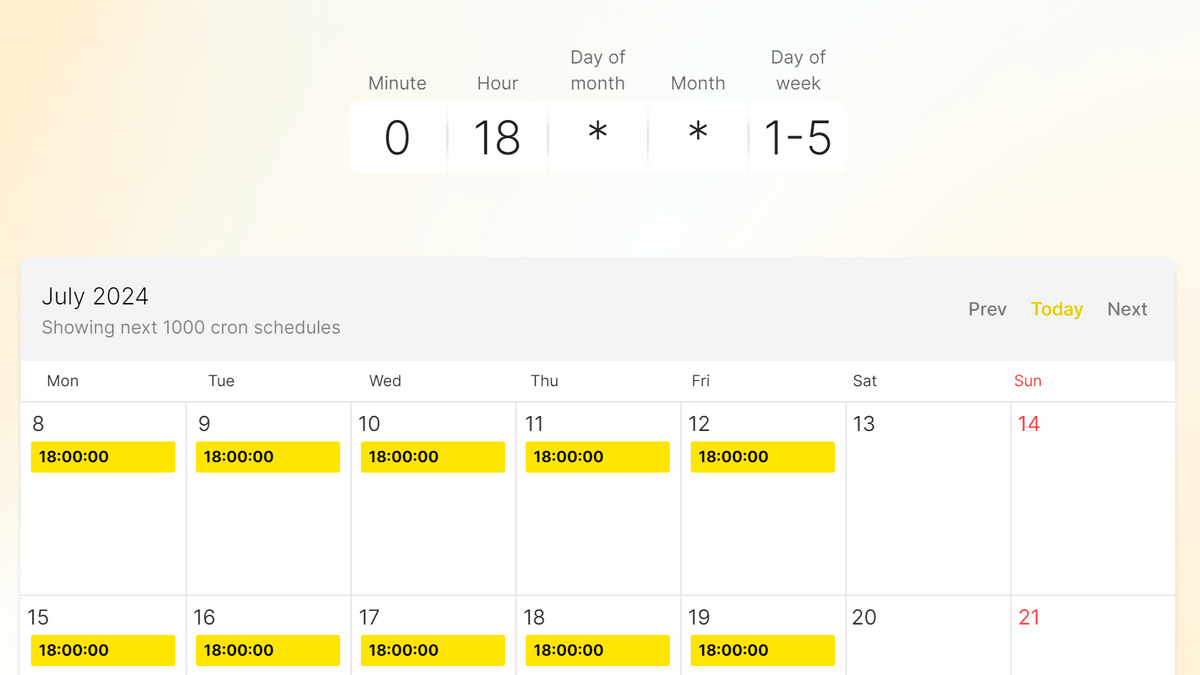 Minute Hour Day of month Month Day of week
0 18 * * 1-5
July 2024
Showing next 1000 cron schedules
Prev Today Next
Mon Tue Wed Thu Fri Sat Sun
8 9 10 11 12 13 14
18:00:00 18:00:00 18:00:00 18:00:00 18:00:00
15 16 17 18 19 20 21
18:00:00 18:00:00 18:00:00 18:00:00 18:00:00